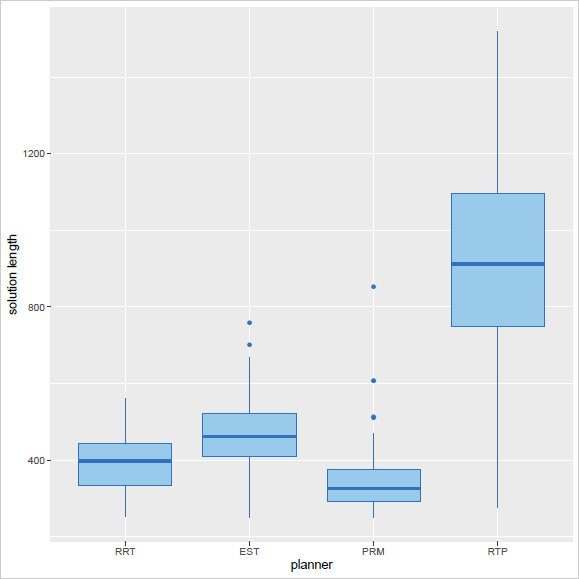 1200
800
400
solution length
RRT EST PRM RTP
planner